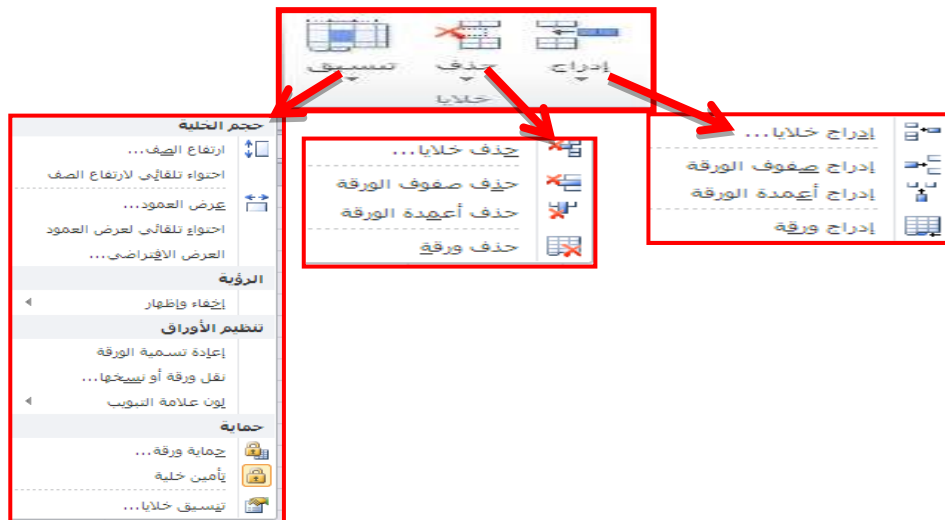 إدراج حذف تنسيق
خلايا
إدراج خلايا...
إدراج صفوف الورقة
إدراج أعمدة الورقة
إدراج ورقة
حذف خلايا...
حذف صفوف الورقة
حذف أعمدة الورقة
حذف ورقة
حجم الخلية
ارتفاع الصف...
احتواء تلقائي لارتفاع الصف
عرض العمود...
احتواء تلقائي لعرض العمود
العرض الافتراضي...
الرؤية
إخفاء وإظهار
تنظيم الأوراق
إعادة تسمية الورقة
نقل ورقة أو نسخها...
لون علامة التبويب
حماية
حماية ورقة...
تأمين خلية
تنسيق خلايا...